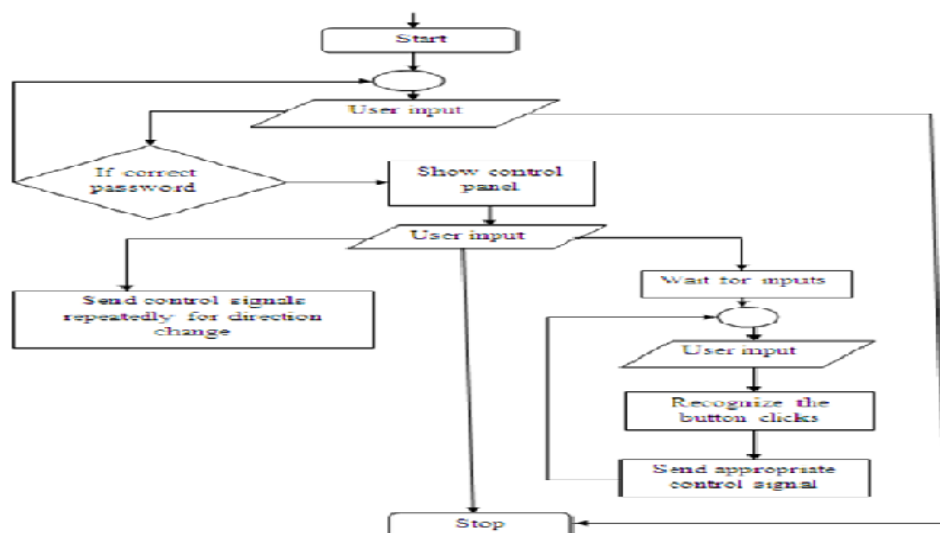 Start
User input
If correct
password
Show control
panel
User input
Send control signals
repeatedly for direction
change
Wait for inputs
User input
Recognize the
button clicks
Send appropriate
control signal
Stop